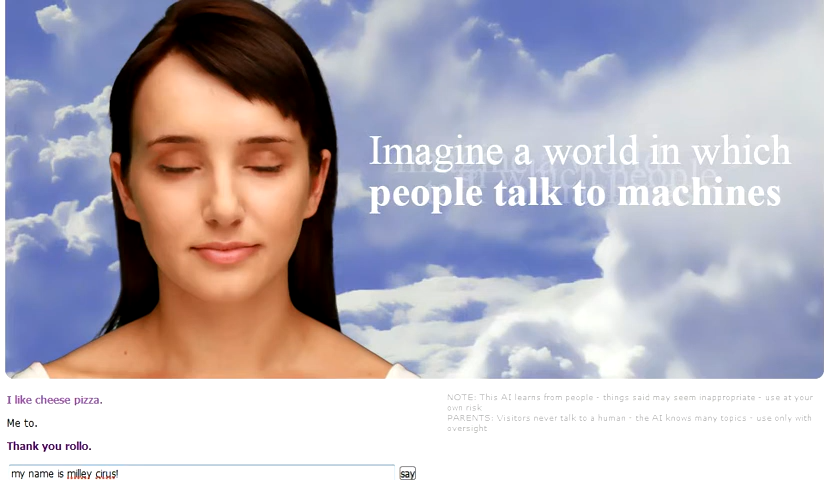 Imagine a world in which
people talk to machines
I like cheese pizza.
Me to.
Thank you rollo.
my name is milley cirus!
say
NOTE: This AI learns from people - things said may seem inappropriate - use at your
own risk
PARENTS: Visitors never talk to a human - the AI knows many topics - use only with
oversight